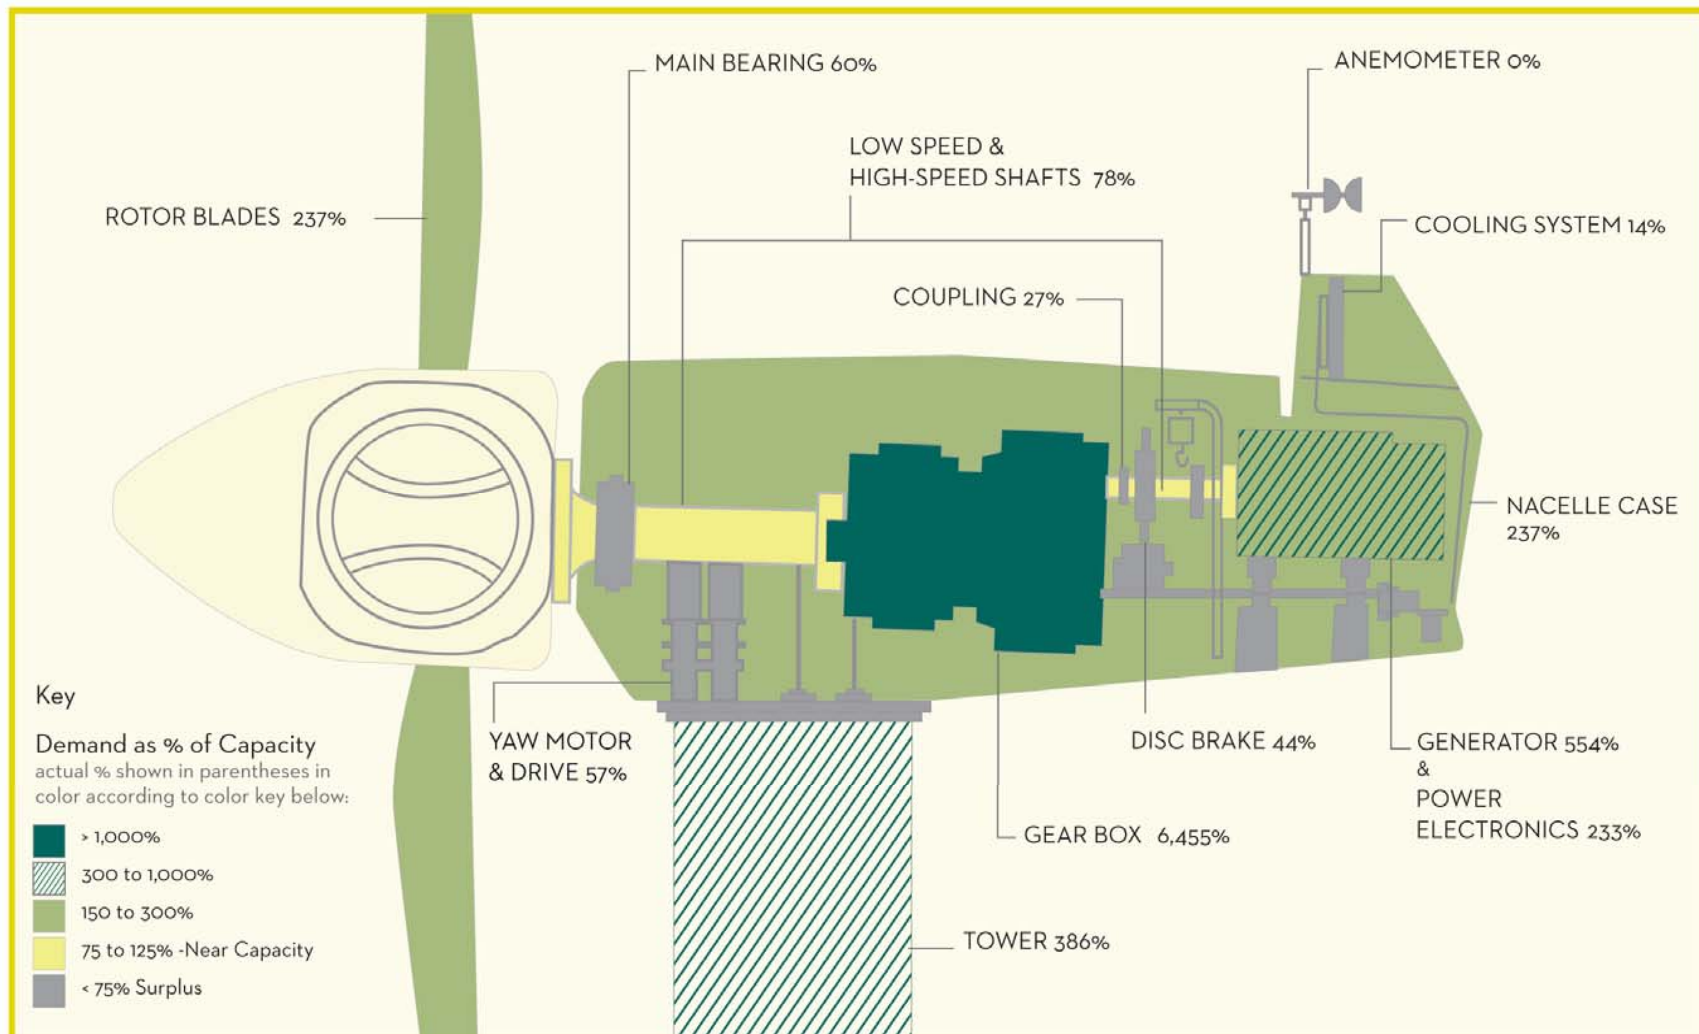 MAIN BEARING 60%
ANEMOMETER 0%
LOW SPEED &
HIGH-SPEED SHAFTS 78%
ROTOR BLADES 237%
COOLING SYSTEM 14%
COUPLING 27%
NACELLE CASE
237%
YAW MOTOR
& DRIVE 57%
DISC BRAKE 44%
GENERATOR 554%
&
POWER
ELECTRONICS 233%
GEAR BOX 6,455%
TOWER 386%
Key
Demand as % of Capacity
actual % shown in parentheses in
color according to color key below:
> 1,000%
300 to 1,000%
150 to 300%
75 to 125% -Near Capacity
< 75% Surplus